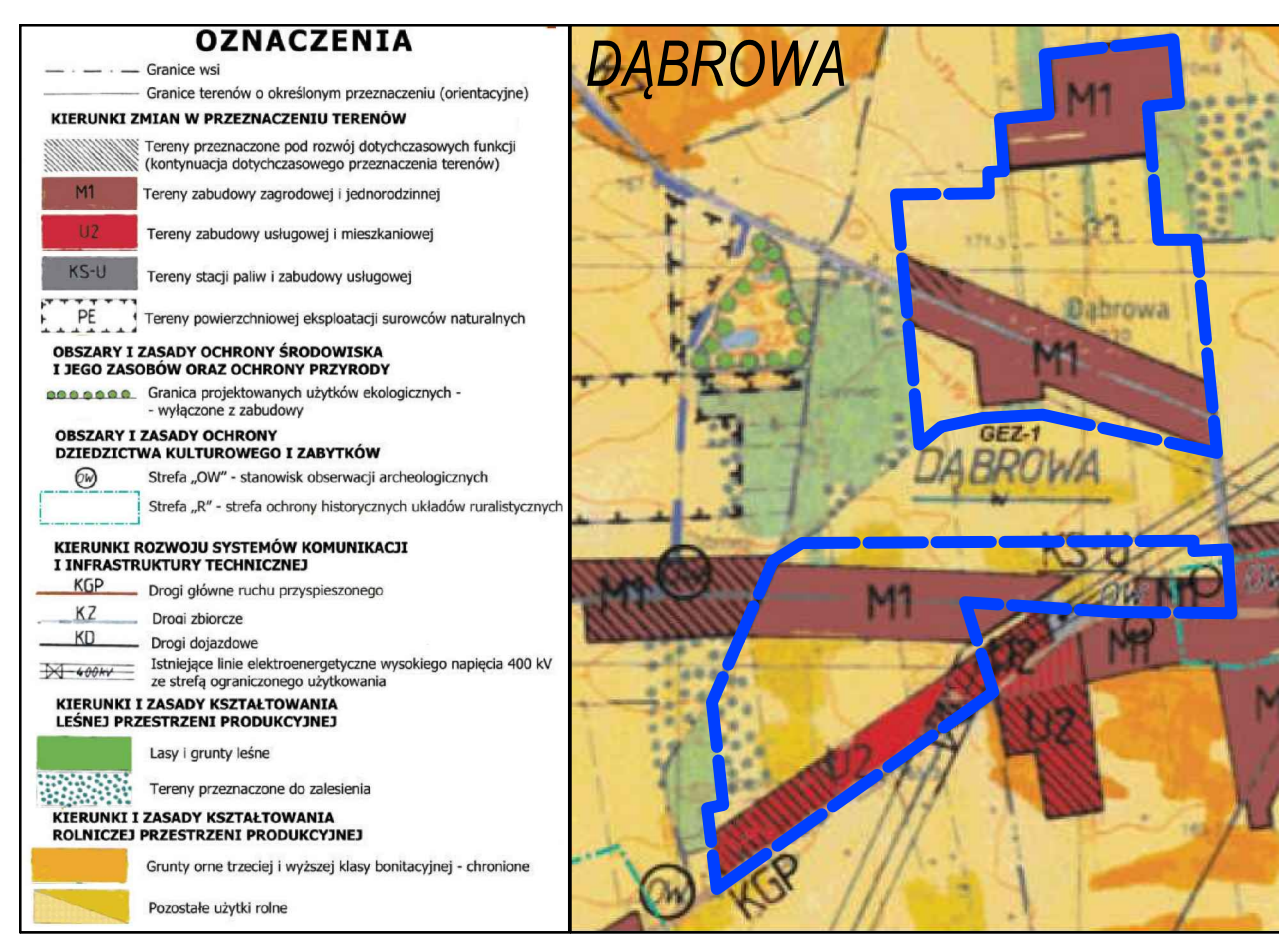 OZNACZENIA
Granice wsi
Granice terenów o określonym przeznaczeniu (orientacyjne)
KIERUNKI ZMIAN W PRZEZNACZENIU TERENÓW
Tereny przeznaczone pod rozwój dotychczasowych funkcji
(kontynuacja dotychczasowego przeznaczenia terenów)
M1 Tereny zabudowy zagrodowej i jednorodzinnej
U2 Tereny zabudowy usługowej i mieszkaniowej
KS-U Tereny stacji paliw i zabudowy usługowej
PE Tereny powierzchniowej eksploatacji surowców naturalnych
OBSZARY I ZASADY OCHRONY ŚRODOWISKA
I JEGO ZASOBÓW ORAZ OCHRONY PRZYRODY
Granica projektowanych użytków ekologicznych -
- wyłączone z zabudowy
OBSZARY I ZASADY OCHRONY
DZIEDZICTWA KULTUROWEGO I ZABYTKÓW
OW Strefa „OW" - stanowisk obserwacji archeologicznych
Strefa „R" - strefa ochrony historycznych układów ruralistycznych
KIERUNKI ROZWOJU SYSTEMÓW KOMUNIKACJI
I INFRASTRUKTURY TECHNICZNEJ
KGP Drogi główne ruchu przyspieszonego
KZ Drogi zbiorcze
KD Drogi dojazdowe
400kV Istniejące linie elektroenergetyczne wysokiego napięcia 400 kV
ze strefą ograniczonego użytkowania
KIERUNKI I ZASADY KSZTAŁTOWANIA
LEŚNEJ PRZESTRZENI PRODUKCYJNEJ
Lasy i grunty leśne
Tereny przeznaczone do zalesienia
KIERUNKI I ZASADY KSZTAŁTOWANIA
ROLNICZEJ PRZESTRZENI PRODUKCYJNEJ
Grunty orne trzeciej i wyższej klasy bonitacyjnej - chronione
Pozostałe użytki rolne
DĄBROWA
KZ
M1
171,5
Dąbrowa
M1
GEZ-1
DĄBROWA
KS-U
M1
OW
M1
OW
M1
OW
M1
U2
U2
U2
M
OW
KGP